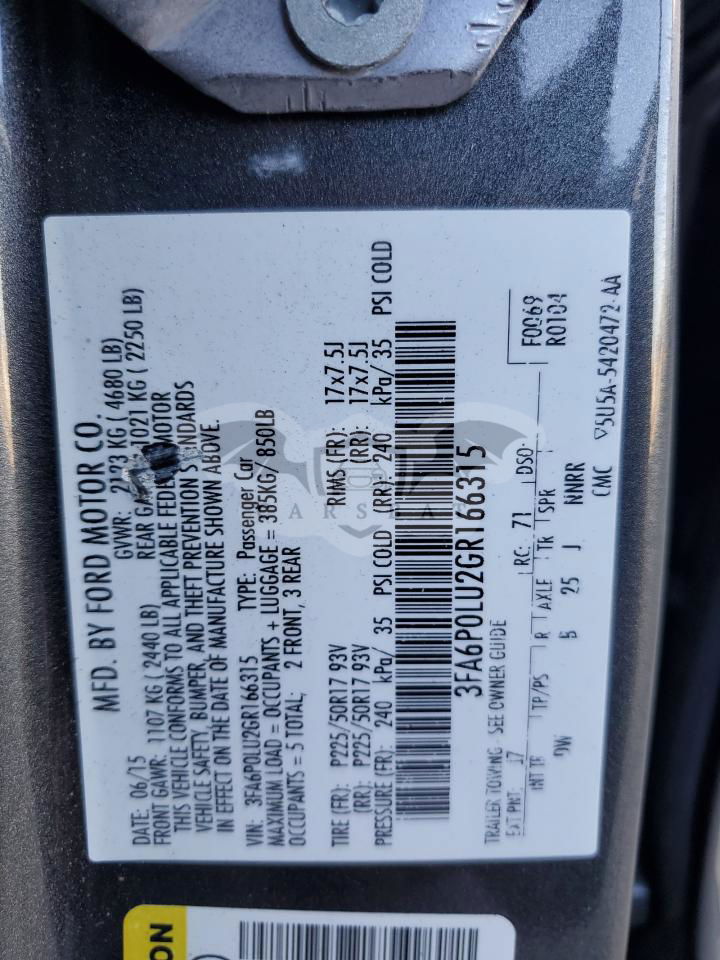 MFD. BY FORD MOTOR CO.
DATE: 06/15 GVWR: 2123 KG ( 4680 LB)
FRONT GAWR: 1107 KG ( 2440 LB) REAR 1021 KG ( 2250 LB)
THIS VEHICLE CONFORMS TO ALL APPLICABLE MOTOR
VEHICLE SAFETY, BUMPER, AND THEFT PREVENTION STANDARDS
IN EFFECT ON THE DATE OF MANUFACTURE SHOWN ABOVE.
VIN: 3FA6P0LU2GR166315 TYPE: Passenger Car
MAXIMUM LOAD = OCCUPANTS + LUGGAGE = 385KG/ 850LB
OCCUPANTS = 5 TOTAL; 2 FRONT, 3 REAR
TIRE (FR): P225/50R17 93V RIMS (FR): 17x7.5J
(RR): P225/50R17 93V (RR): 17x7.5J
PRESSURE (FR): 240 kPa/ 35 PSI COLD (RR): 240 kPa/ 35 PSI COLD
3FA6P0LU2GR166315
TRAILER TOWING - SEE OWNER GUIDE
EXT PNT: J7 RC: 71 DSO: F0069
R0104
INT TR TP/PS R AXLE TR SPR
DW B 25 J NNRR
CMC ▽5U5A-5420472-AA
ON